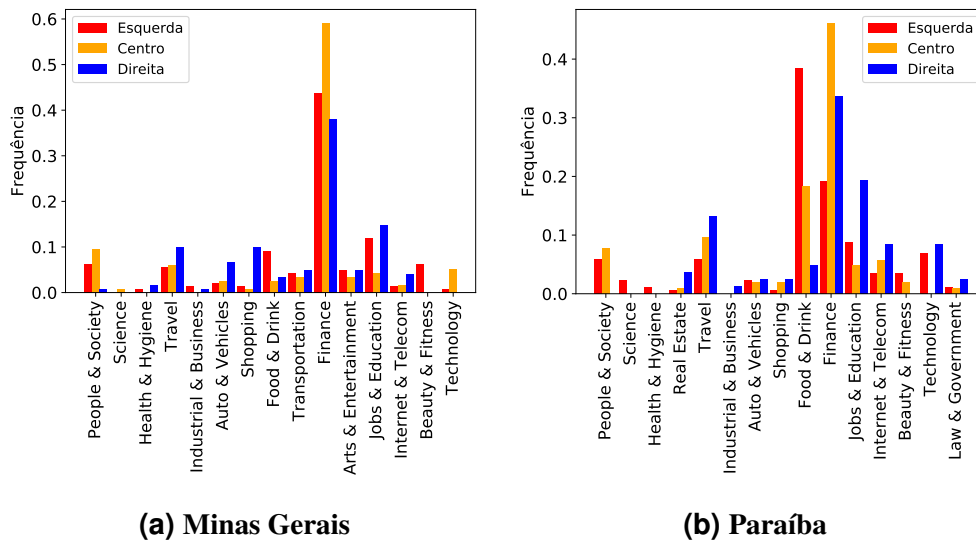 Esquerda
Centro
Direita
Frequência
0.6
0.5
0.4
0.3
0.2
0.1
0.0
People & Society
Science
Health & Hygiene
Travel
Industrial & Business
Auto & Vehicles
Shopping
Food & Drink
Transportation
Finance
Arts & Entertainment
Jobs & Education
Internet & Telecom
Beauty & Fitness
Technology
(a) Minas Gerais
Esquerda
Centro
Direita
Frequência
0.4
0.3
0.2
0.1
0.0
People & Society
Science
Health & Hygiene
Real Estate
Travel
Industrial & Business
Auto & Vehicles
Shopping
Food & Drink
Finance
Jobs & Education
Internet & Telecom
Beauty & Fitness
Technology
Law & Government
(b) Paraíba